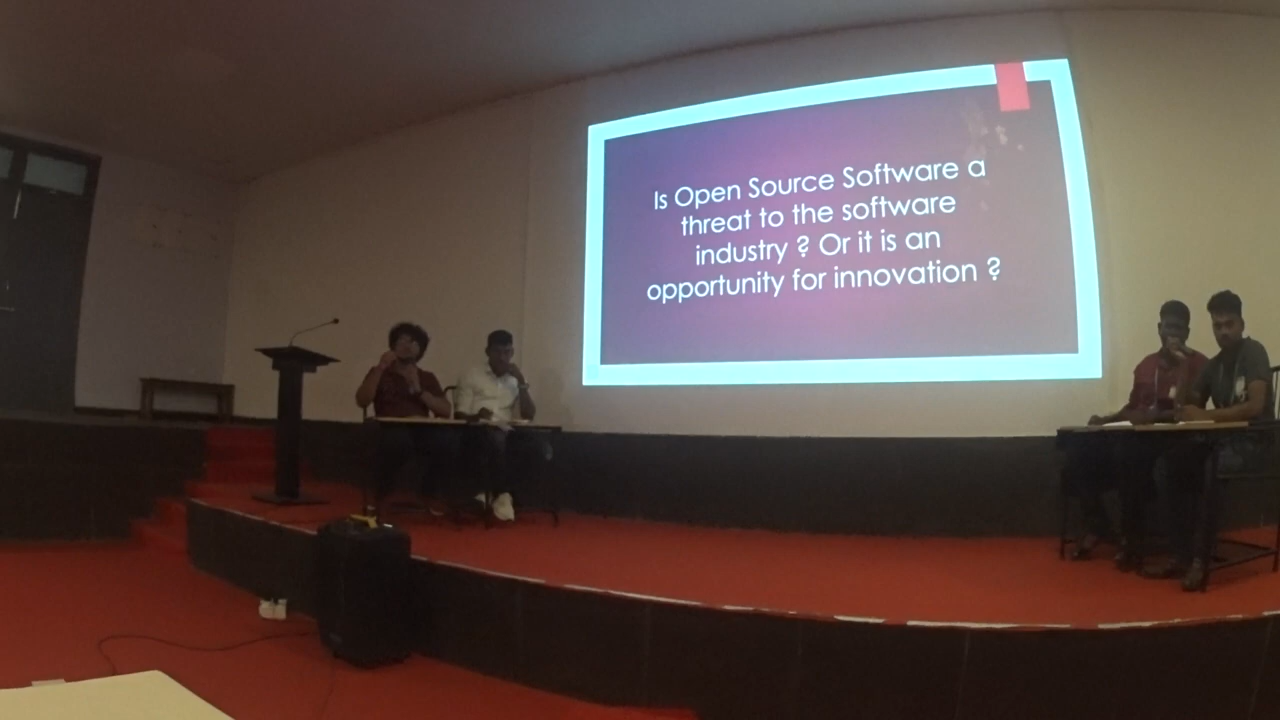 Is Open Source Software a
threat to the software
industry ? Or it is an
opportunity for innovation ?